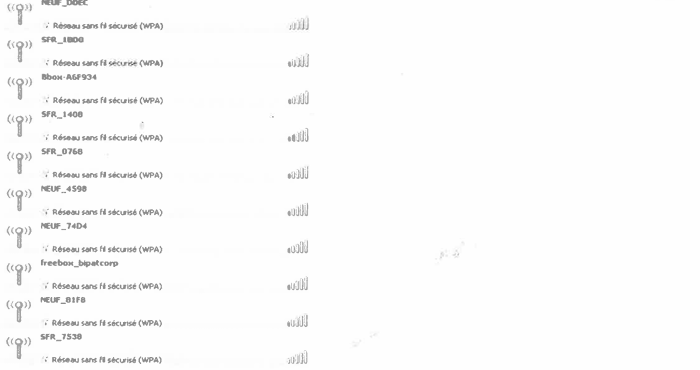 NEUF_DDEC
Réseau sans fil sécurisé (WPA)
SFR_1BD0
Réseau sans fil sécurisé (WPA)
Bbox-A6F934
Réseau sans fil sécurisé (WPA)
SFR_1408
Réseau sans fil sécurisé (WPA)
SFR_0768
Réseau sans fil sécurisé (WPA)
NEUF_4598
Réseau sans fil sécurisé (WPA)
NEUF_74D4
Réseau sans fil sécurisé (WPA)
freebox_bipatcorp
Réseau sans fil sécurisé (WPA)
NEUF_81F8
Réseau sans fil sécurisé (WPA)
SFR_7538
Réseau sans fil sécurisé (WPA)